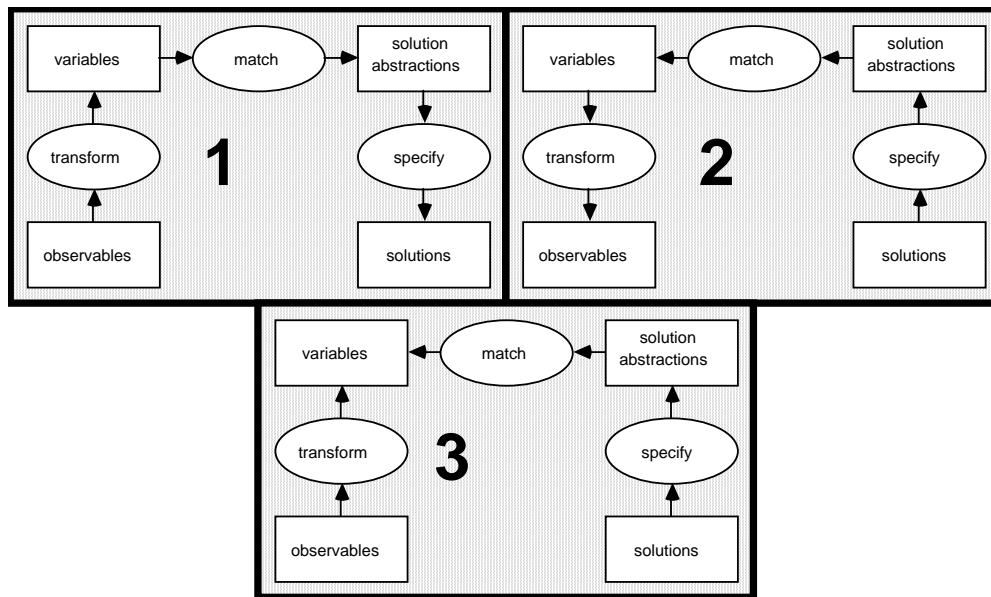 variables
match
solution
abstractions
transform
1
specify
observables
solutions
variables
match
solution
abstractions
transform
2
specify
observables
solutions
variables
match
solution
abstractions
transform
3
specify
observables
solutions